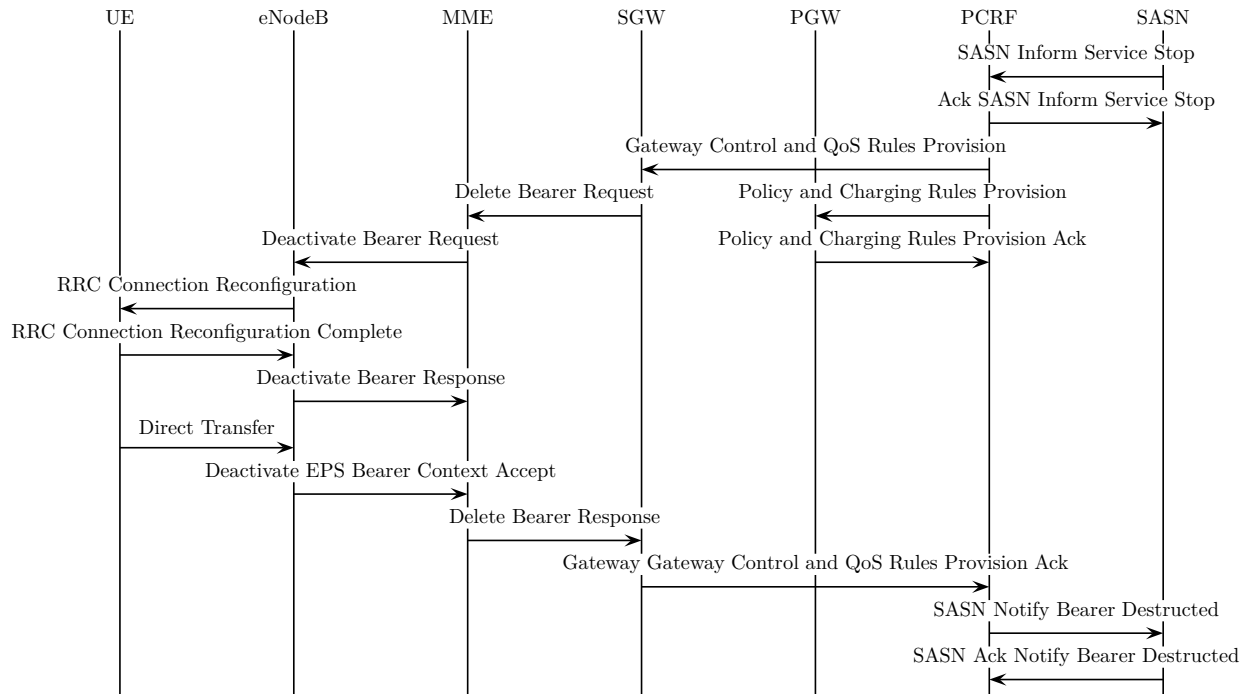 UE eNodeB MME SGW PGW PCRF SASN
SASN Inform Service Stop
Ack SASN Inform Service Stop
Gateway Control and QoS Rules Provision
Delete Bearer Request Policy and Charging Rules Provision
Deactivate Bearer Request Policy and Charging Rules Provision Ack
RRC Connection Reconfiguration
RRC Connection Reconfiguration Complete
Deactivate Bearer Response
Direct Transfer
Deactivate EPS Bearer Context Accept
Delete Bearer Response
Gateway Gateway Control and QoS Rules Provision Ack
SASN Notify Bearer Destructed
SASN Ack Notify Bearer Destructed